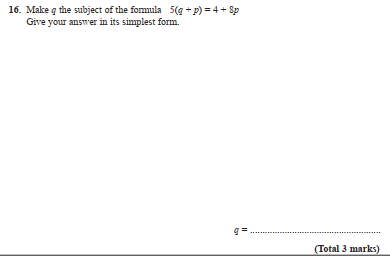 16. Make q the subject of the formula 5(q + p) = 4 + 8p
Give your answer in its simplest form.
q = ................................................................
(Total 3 marks)